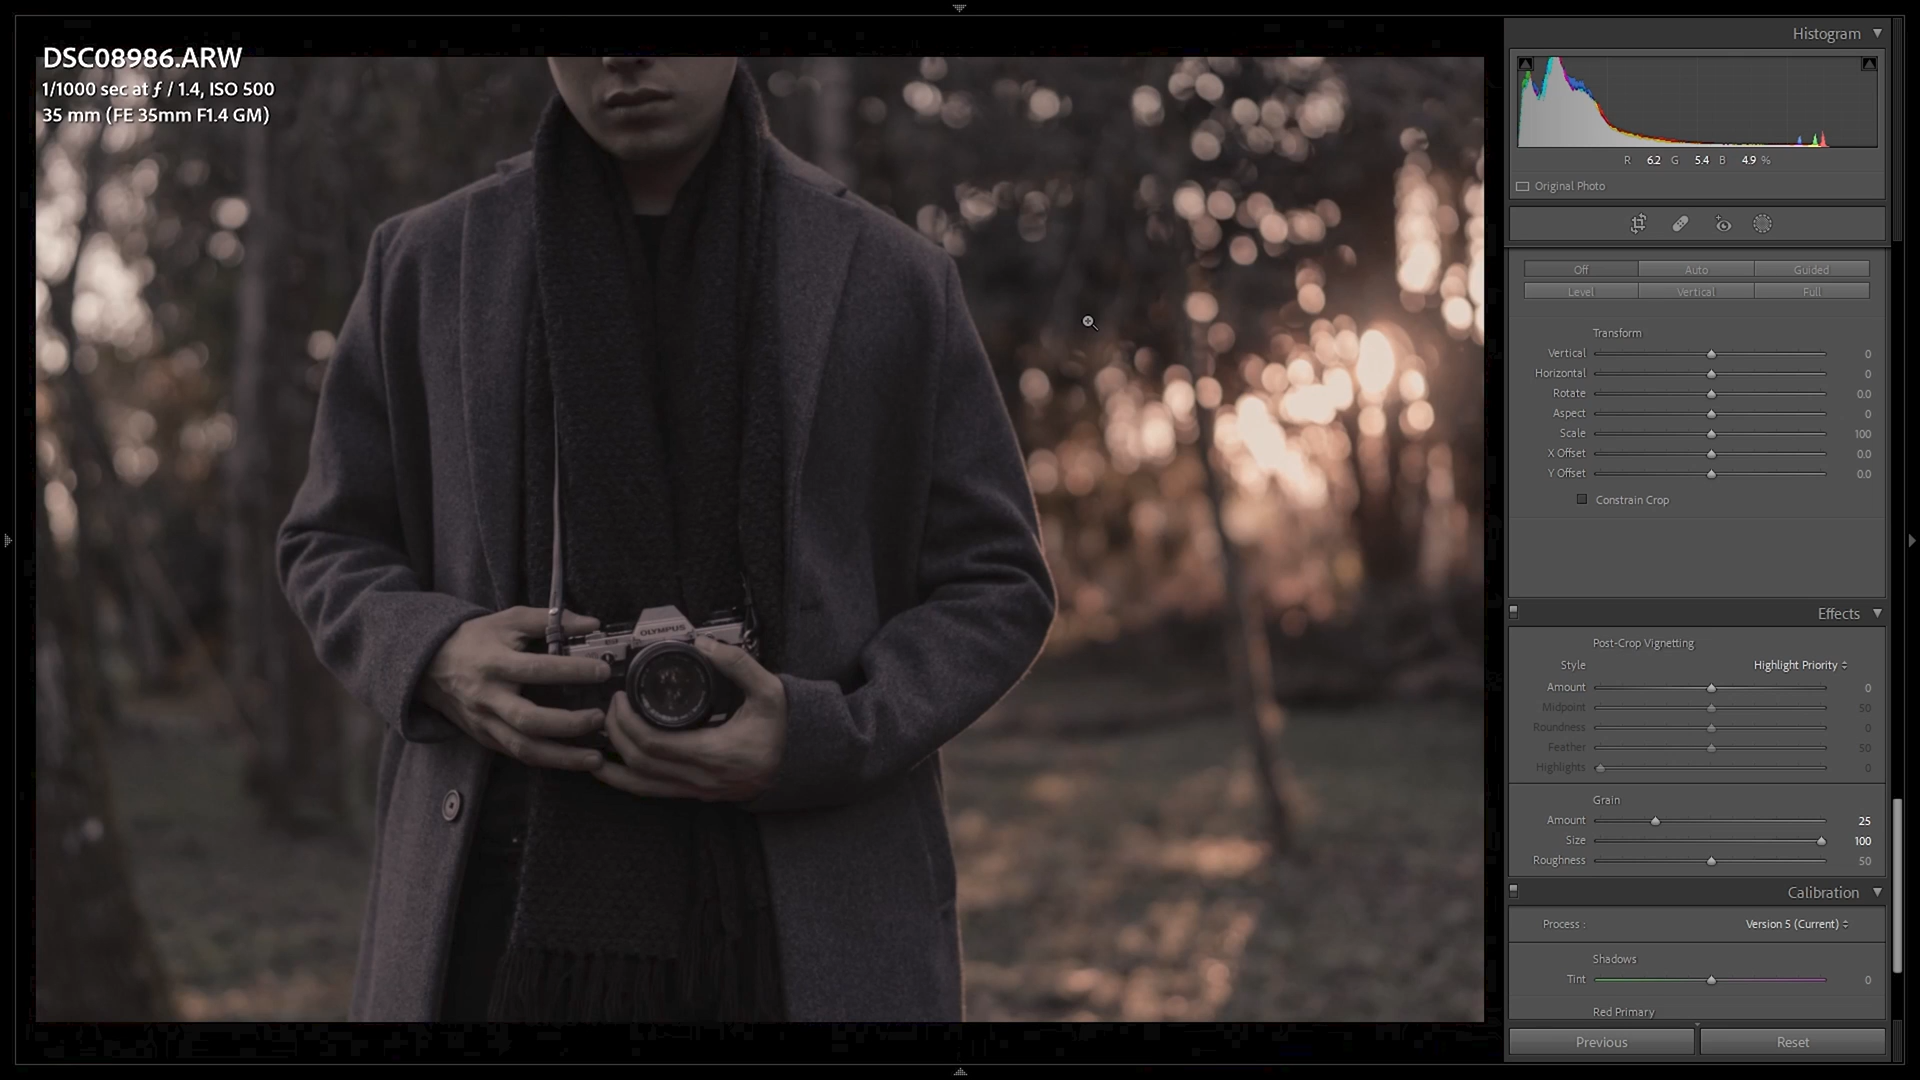 DSC08986.ARW
1/1000 sec at ƒ / 1.4, ISO 500
35 mm (FE 35mm F1.4 GM)
OLYMPUS
Histogram
R 6.2 G 5.4 B 4.9 %
Original Photo
Off Auto Guided
Level Vertical Full
Transform
Vertical 0
Horizontal 0
Rotate 0.0
Aspect 0
Scale 100
X Offset 0.0
Y Offset 0.0
Constrain Crop
Effects
Post-Crop Vignetting
Style Highlight Priority
Amount 0
Midpoint 50
Roundness 0
Feather 50
Highlights 0
Grain
Amount 25
Size 100
Roughness 50
Calibration
Process : Version 5 (Current)
Shadows
Tint 0
Red Primary
Previous Reset